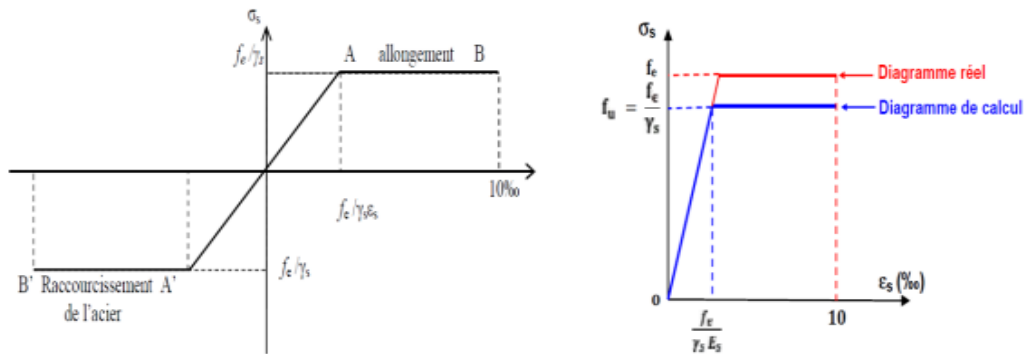 σs
fe/γs
A allongement B
10‰
fe/γsεs
fe/γs
B' Raccourcissement A'
de l'acier
σs
fe
fu = fe/γs
Diagramme réel
Diagramme de calcul
εs (‰)
0
fe/γs Es
10